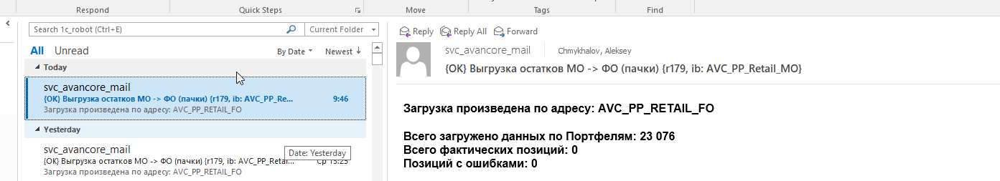 Respond
Quick Steps
Move
Tags
Find
Search 1c_robot (Ctrl+E)
Current Folder
All Unread
By Date Newest
Today
svc_avancore_mail
{OK} Выгрузка остатков МО -> ФО (пачки) {r179, ib: AVC_PP_Re...
9:46
Загрузка произведена по адресу: AVC_PP_RETAIL_FO
Yesterday
svc_avancore_mail
Date: Yesterday
{OK} Выгрузка остатков МО -> ФО (пачки) {r179, ib: AVC_PP_Retail...
Ср 13:25
Загрузка произведена по адресу: AVC_PP_RETAIL_FO
Reply Reply All Forward
svc_avancore_mail
Chmykhalov, Aleksey
{OK} Выгрузка остатков МО -> ФО (пачки) {r179, ib: AVC_PP_Retail_MO}
Загрузка произведена по адресу: AVC_PP_RETAIL_FO
Всего загружено данных по Портфелям: 23 076
Всего фактических позиций: 0
Позиций с ошибками: 0